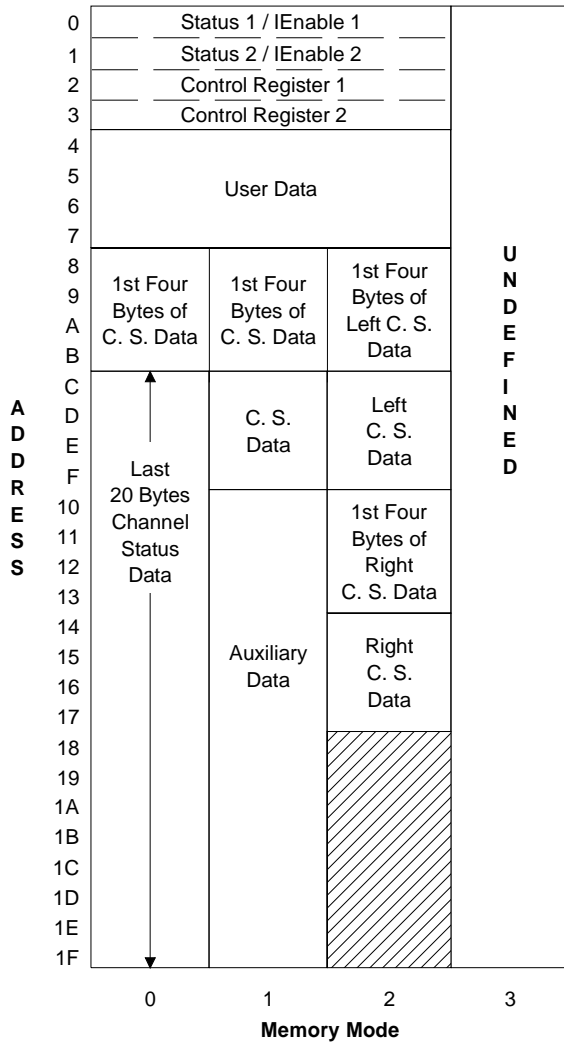 0
Status 1 / IEnable 1
1
Status 2 / IEnable 2
2
Control Register 1
3
Control Register 2
4
5
6
7
User Data
8
9
A
B
1st Four
Bytes of
C. S. Data
1st Four
Bytes of
C. S. Data
1st Four
Bytes of
Left C. S.
Data
UNDEFINED
ADDRESS
C
D
E
F
10
11
12
13
14
15
16
17
18
19
1A
1B
1C
1D
1E
1F
Last
20 Bytes
Channel
Status
Data
C. S.
Data
Left
C. S.
Data
Auxiliary
Data
1st Four
Bytes of
Right
C. S. Data
Right
C. S.
Data
0 1 2 3
Memory Mode